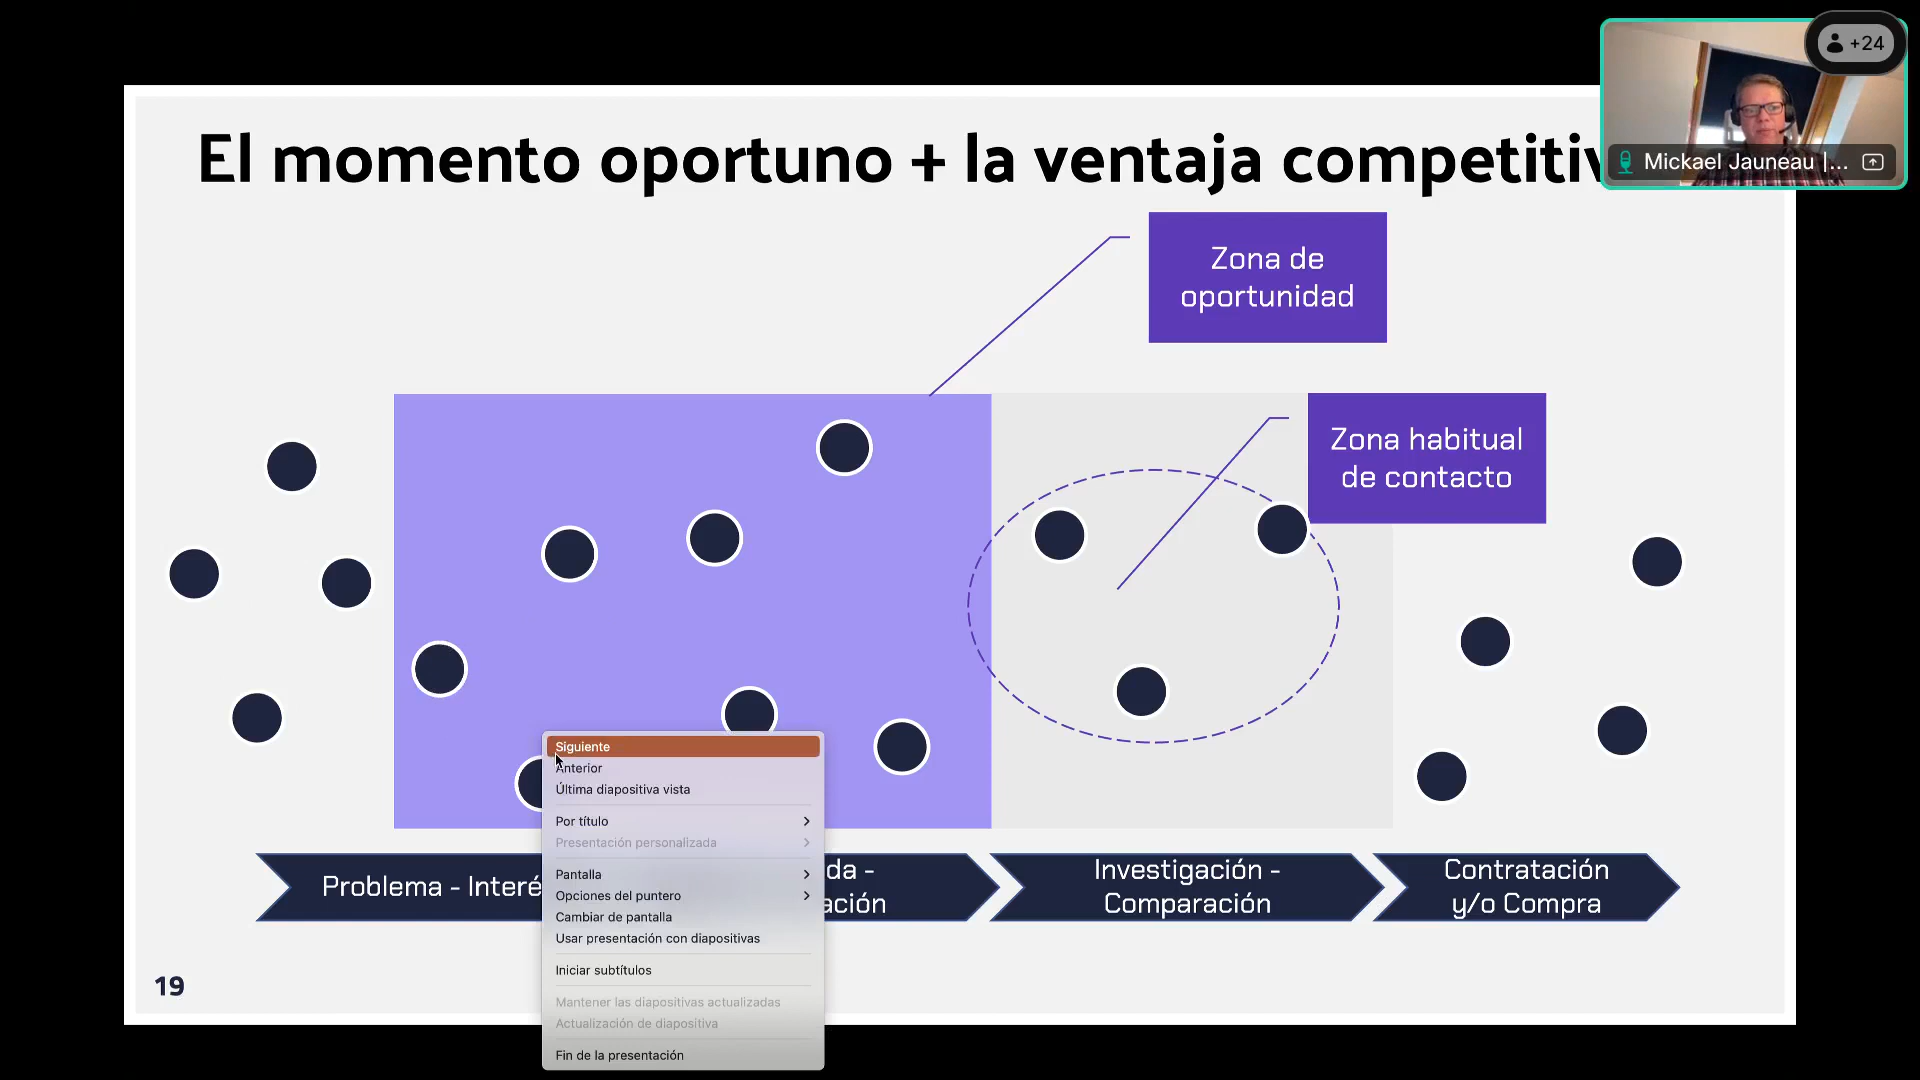 +24
Mickael Jauneau |...
El momento oportuno + la ventaja competitiv
Zona de
oportunidad
Zona habitual
de contacto
Siguiente
Anterior
Última diapositiva vista
Por título
Presentación personalizada
Pantalla
Opciones del puntero
Cambiar de pantalla
Usar presentación con diapositivas
Iniciar subtítulos
Mantener las diapositivas actualizadas
Actualización de diapositiva
Fin de la presentación
Problema - Interé
da -
ación
Investigación -
Comparación
Contratación
y/o Compra
19